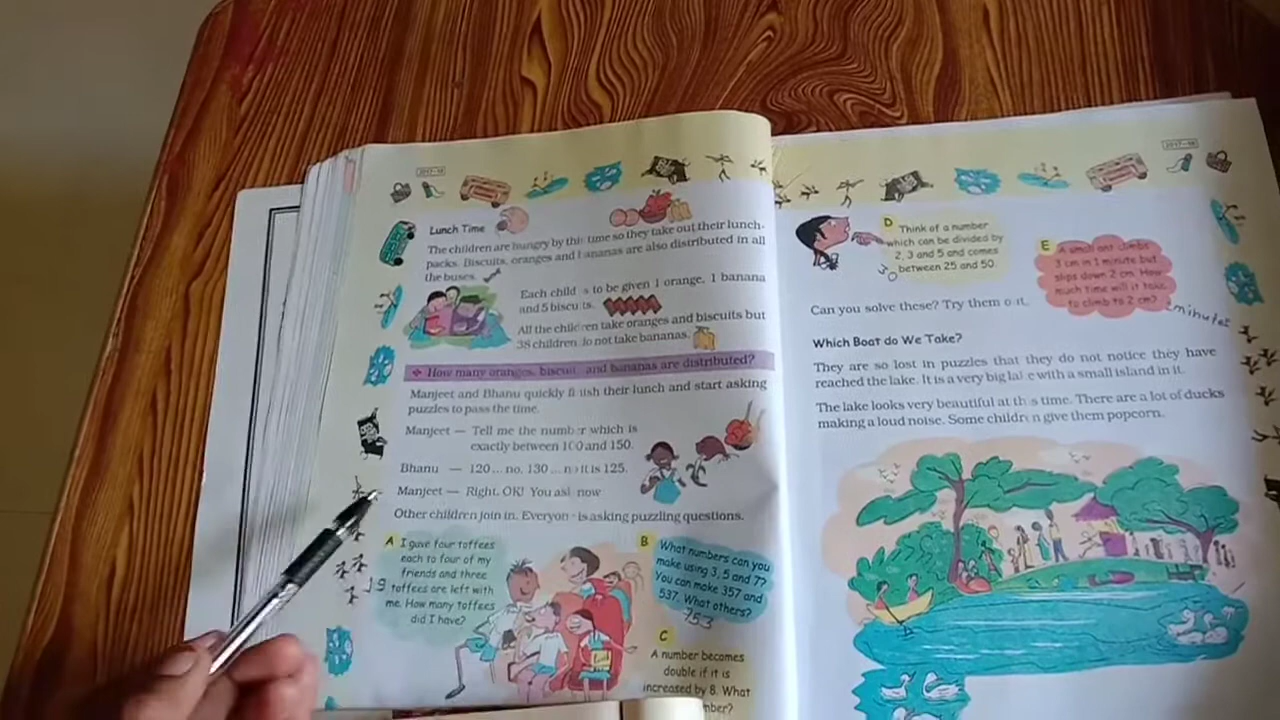 2017-18
Lunch Time
The children are hungry by this time so they take out their lunch-
packs. Biscuits, oranges and bananas are also distributed in all
the buses.
Each child is to be given 1 orange, 1 banana
and 5 biscuits.
All the children take oranges and biscuits but
38 children do not take bananas.
❖ How many oranges, biscuits and bananas are distributed?
Manjeet and Bhanu quickly finish their lunch and start asking
puzzles to pass the time.
Manjeet — Tell me the number which is
exactly between 100 and 150.
Bhanu — 120 ... no, 130 ... no it is 125.
Manjeet — Right. OK! You ask now
Other children join in. Everyone is asking puzzling questions.
A I gave four toffees
each to four of my
friends and three
19 toffees are left with
me. How many toffees
did I have?
B What numbers can you
make using 3, 5 and 7?
You can make 357 and
537. What others?
753
C
A number becomes
double if it is
increased by 8. What
number?
2017-18
D Think of a number
which can be divided by
2, 3 and 5 and comes
30 between 25 and 50.
E A small ant climbs
3 cm in 1 minute but
slips down 2 cm. How
much time will it take
to climb to 2 cm?
minutes
Can you solve these? Try them out.
Which Boat do We Take?
They are so lost in puzzles that they do not notice they have
reached the lake. It is a very big lake with a small island in it.
The lake looks very beautiful at this time. There are a lot of ducks
making a loud noise. Some children give them popcorn.